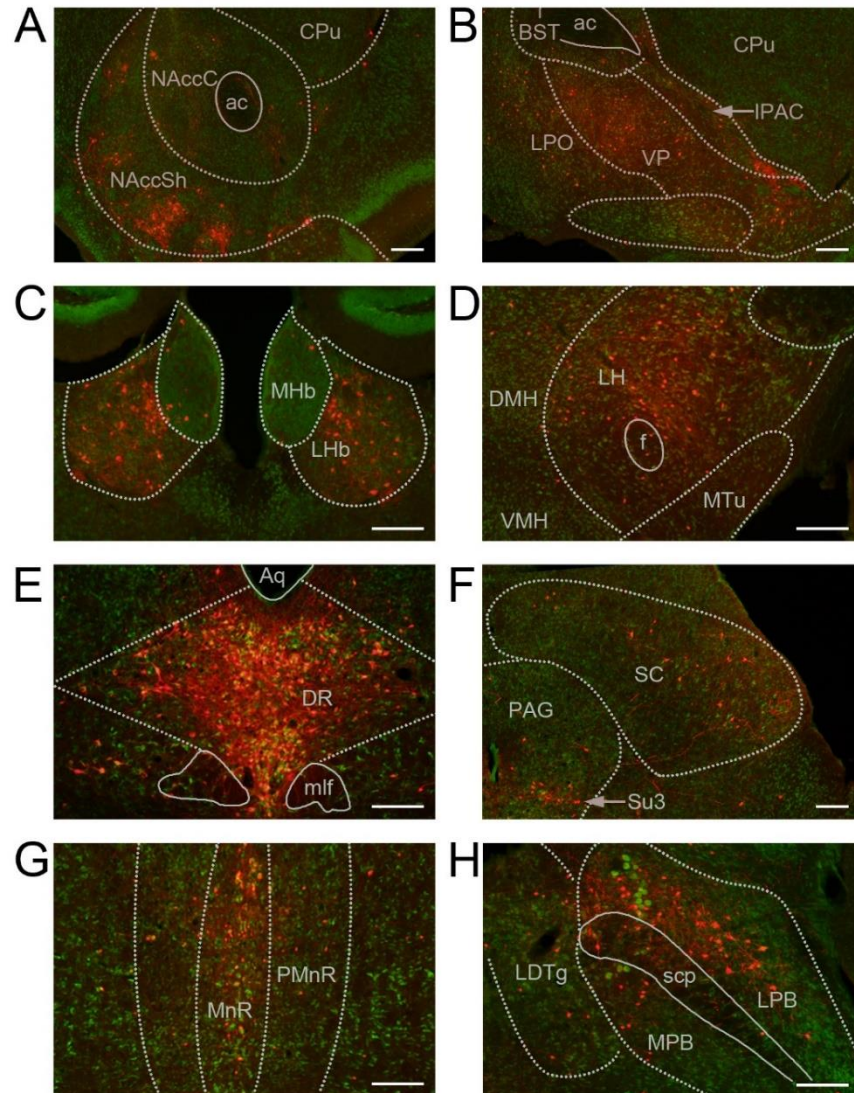 A
CPu
NAccC
ac
NAccSh
B
BST
ac
CPu
IPAC
LPO
VP
C
MHb
LHb
D
LH
DMH
f
MTu
VMH
E
Aq
DR
mlf
F
SC
PAG
Su3
G
PMnR
MnR
H
LDTg
scp
LPB
MPB